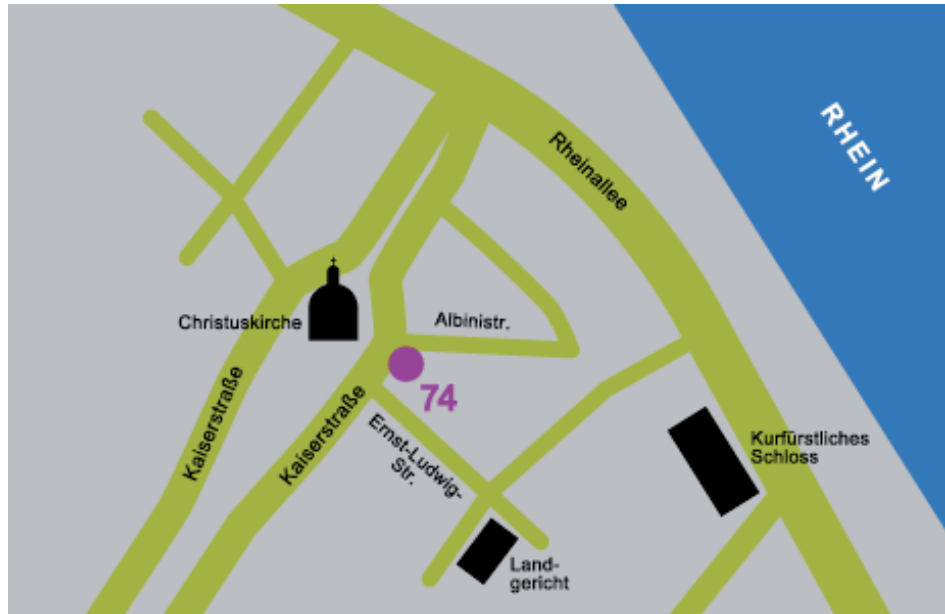 RHEIN
Rheinallee
Christuskirche
Albinistr.
74
Kaiserstraße
Kaiserstraße
Ernst-Ludwig-
Str.
Kurfürstliches
Schloss
Land-
gericht